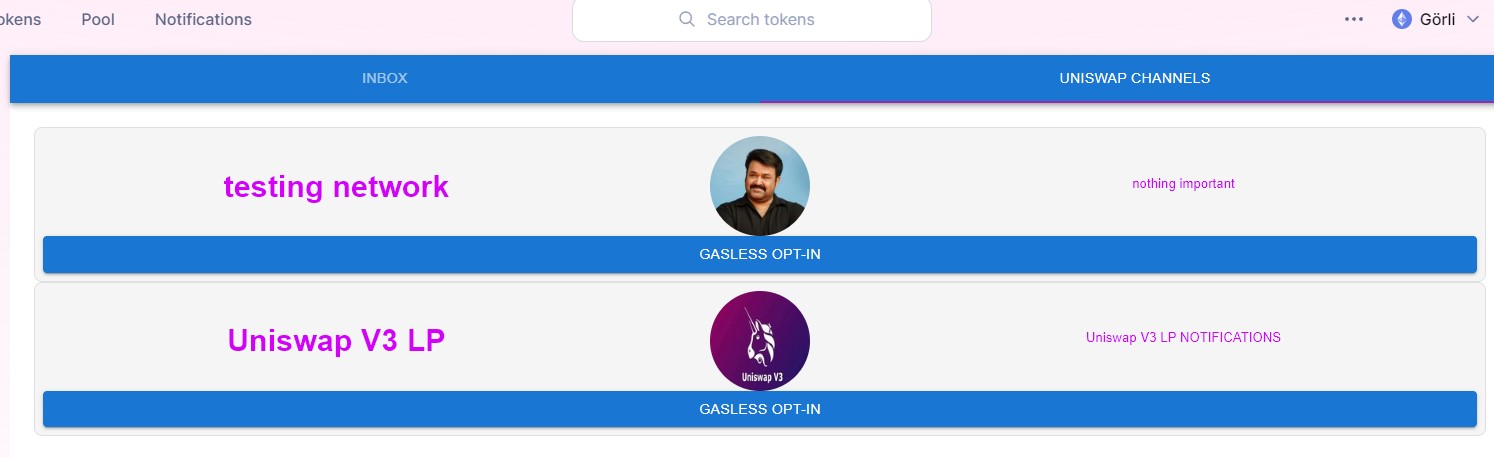 okens Pool Notifications Search tokens ... Görli
INBOX UNISWAP CHANNELS
testing network nothing important
GASLESS OPT-IN
Uniswap V3 LP Uniswap V3 Uniswap V3 LP NOTIFICATIONS
GASLESS OPT-IN